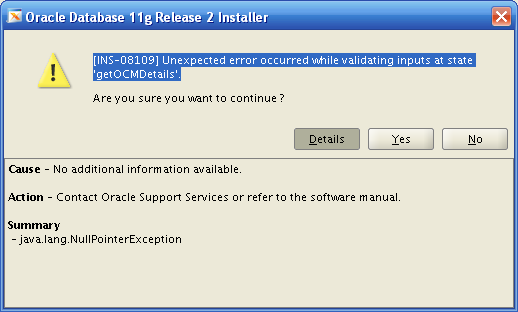 Oracle Database 11g Release 2 Installer
[INS-08109] Unexpected error occurred while validating inputs at state
'getOCMDetails'.
Are you sure you want to continue?
Details Yes No
Cause - No additional information available.
Action - Contact Oracle Support Services or refer to the software manual.
Summary
- java.lang.NullPointerException